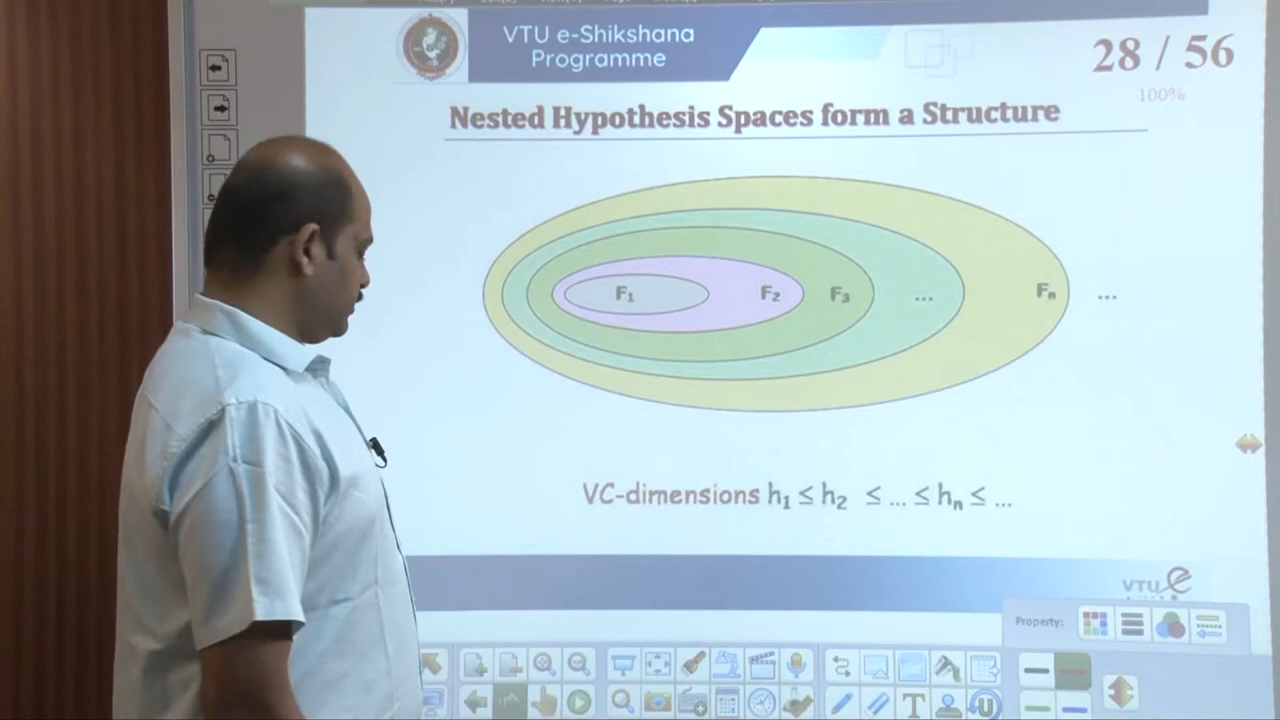 VTU e-Shikshana
Programme
28 / 56
100%
Nested Hypothesis Spaces form a Structure
F₁ F₂ F₃ ... Fₙ ...
VC-dimensions h₁ ≤ h₂ ≤ ... ≤ hₙ ≤ ...
VTU e
Property:
T